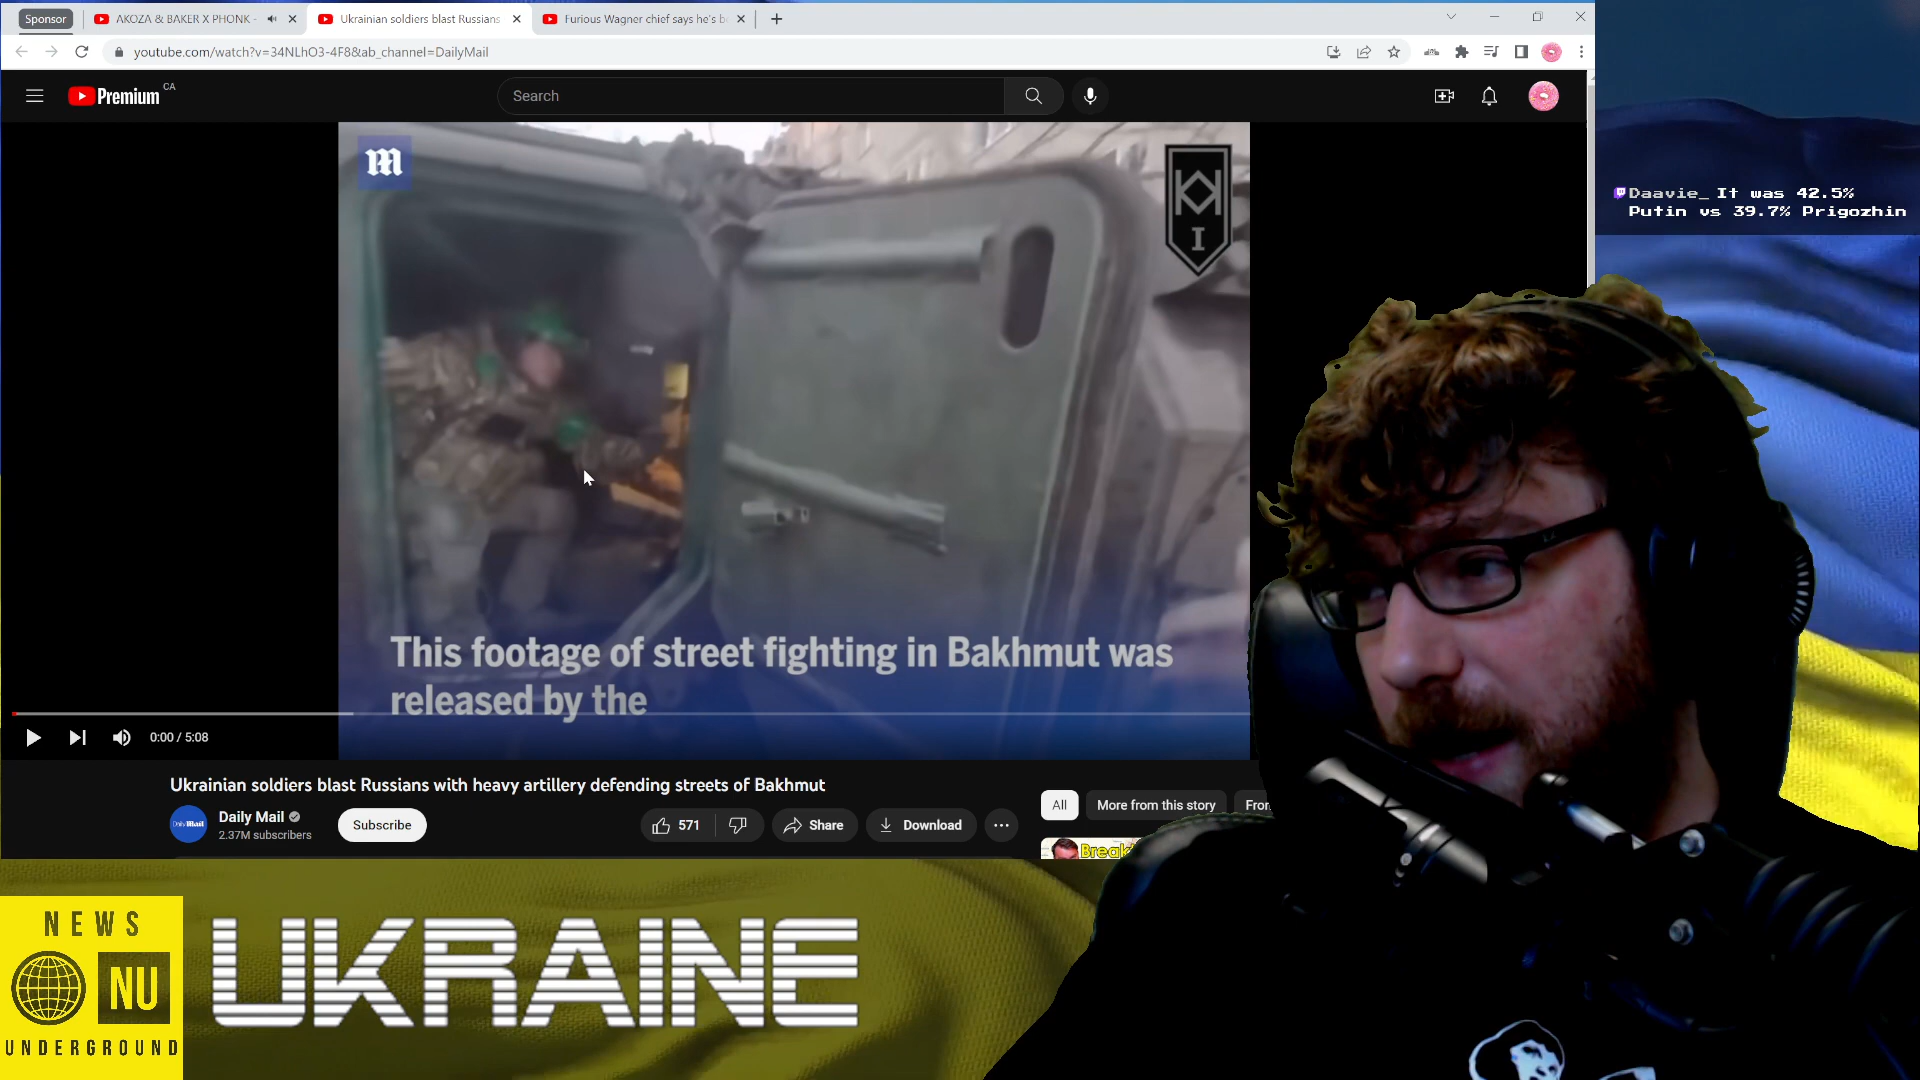 Sponsor
AKOZA & BAKER X PHONK -
Ukrainian soldiers blast Russians
Furious Wagner chief says he's b
youtube.com/watch?v=34NLhO3-4F8&ab_channel=DailyMail
Premium CA
Search
Daavie_ It was 42.5%
Putin vs 39.7% Prigozhin
I
This footage of street fighting in Bakhmut was
released by the
0:00 / 5:08
Ukrainian soldiers blast Russians with heavy artillery defending streets of Bakhmut
Daily Mail
2.37M subscribers
Subscribe
571
Share
Download
All
More from this story
Fro
Break
NEWS
NU
UNDERGROUND
UKRAINE